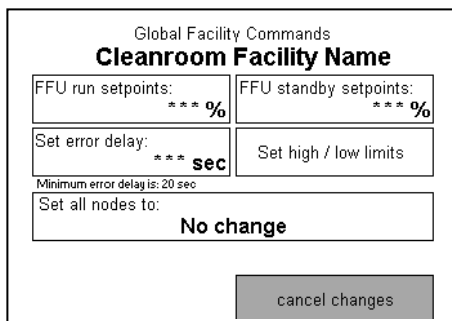 Global Facility Commands
Cleanroom Facility Name
FFU run setpoints:
*** %
FFU standby setpoints:
*** %
Set error delay:
*** sec
Set high / low limits
Minimum error delay is: 20 sec
Set all nodes to:
No change
cancel changes